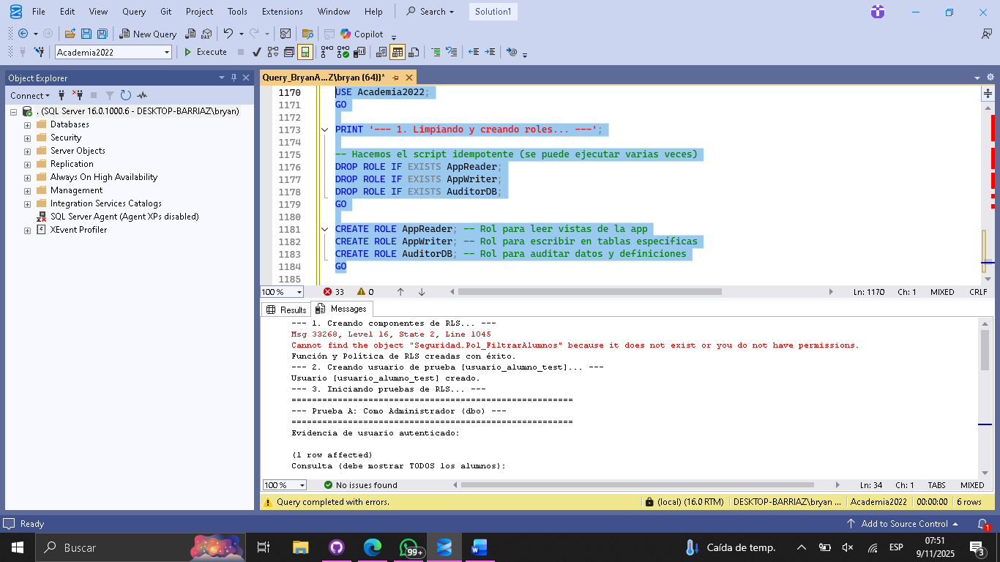 File Edit View Query Git Project Tools Extensions Window Help Search Solution1
New Query Copilot
Academia2022 Execute
Object Explorer
Query_BryanA...Z\bryan (64))*
Connect
. (SQL Server 16.0.1000.6 - DESKTOP-BARRIAZ\bryan)
Databases
Security
Server Objects
Replication
Always On High Availability
Management
Integration Services Catalogs
SQL Server Agent (Agent XPs disabled)
XEvent Profiler
1170 USE Academia2022;
1171 GO
1172
1173 PRINT '--- 1. Limpiando y creando roles... ---';
1174
1175 -- Hacemos el script idempotente (se puede ejecutar varias veces)
1176 DROP ROLE IF EXISTS AppReader;
1177 DROP ROLE IF EXISTS AppWriter;
1178 DROP ROLE IF EXISTS AuditorDB;
1179 GO
1180
1181 CREATE ROLE AppReader; -- Rol para leer vistas de la app
1182 CREATE ROLE AppWriter; -- Rol para escribir en tablas específicas
1183 CREATE ROLE AuditorDB; -- Rol para auditar datos y definiciones
1184 GO
1185
100 % 33 0 Ln: 1170 Ch: 1 MIXED CRLF
Results Messages
--- 1. Creando componentes de RLS... ---
Msg 33268, Level 16, State 2, Line 1045
Cannot find the object "Seguridad.Pol_FiltrarAlumnos" because it does not exist or you do not have permissions.
Función y Política de RLS creadas con éxito.
--- 2. Creando usuario de prueba [usuario_alumno_test]... ---
Usuario [usuario_alumno_test] creado.
--- 3. Iniciando pruebas de RLS... ---
=======================================================
--- Prueba A: Como Administrador (dbo) ---
=======================================================
Evidencia de usuario autenticado:
(1 row affected)
Consulta (debe mostrar TODOS los alumnos):
100 % No issues found Ln: 34 Ch: 1 TABS MIXED
Query completed with errors. (local) (16.0 RTM) DESKTOP-BARRIAZ\bryan ... Academia2022 00:00:00 6 rows
Ready Add to Source Control 1
Buscar 99+ Caída de temp. ESP 07:51 9/11/2025 3